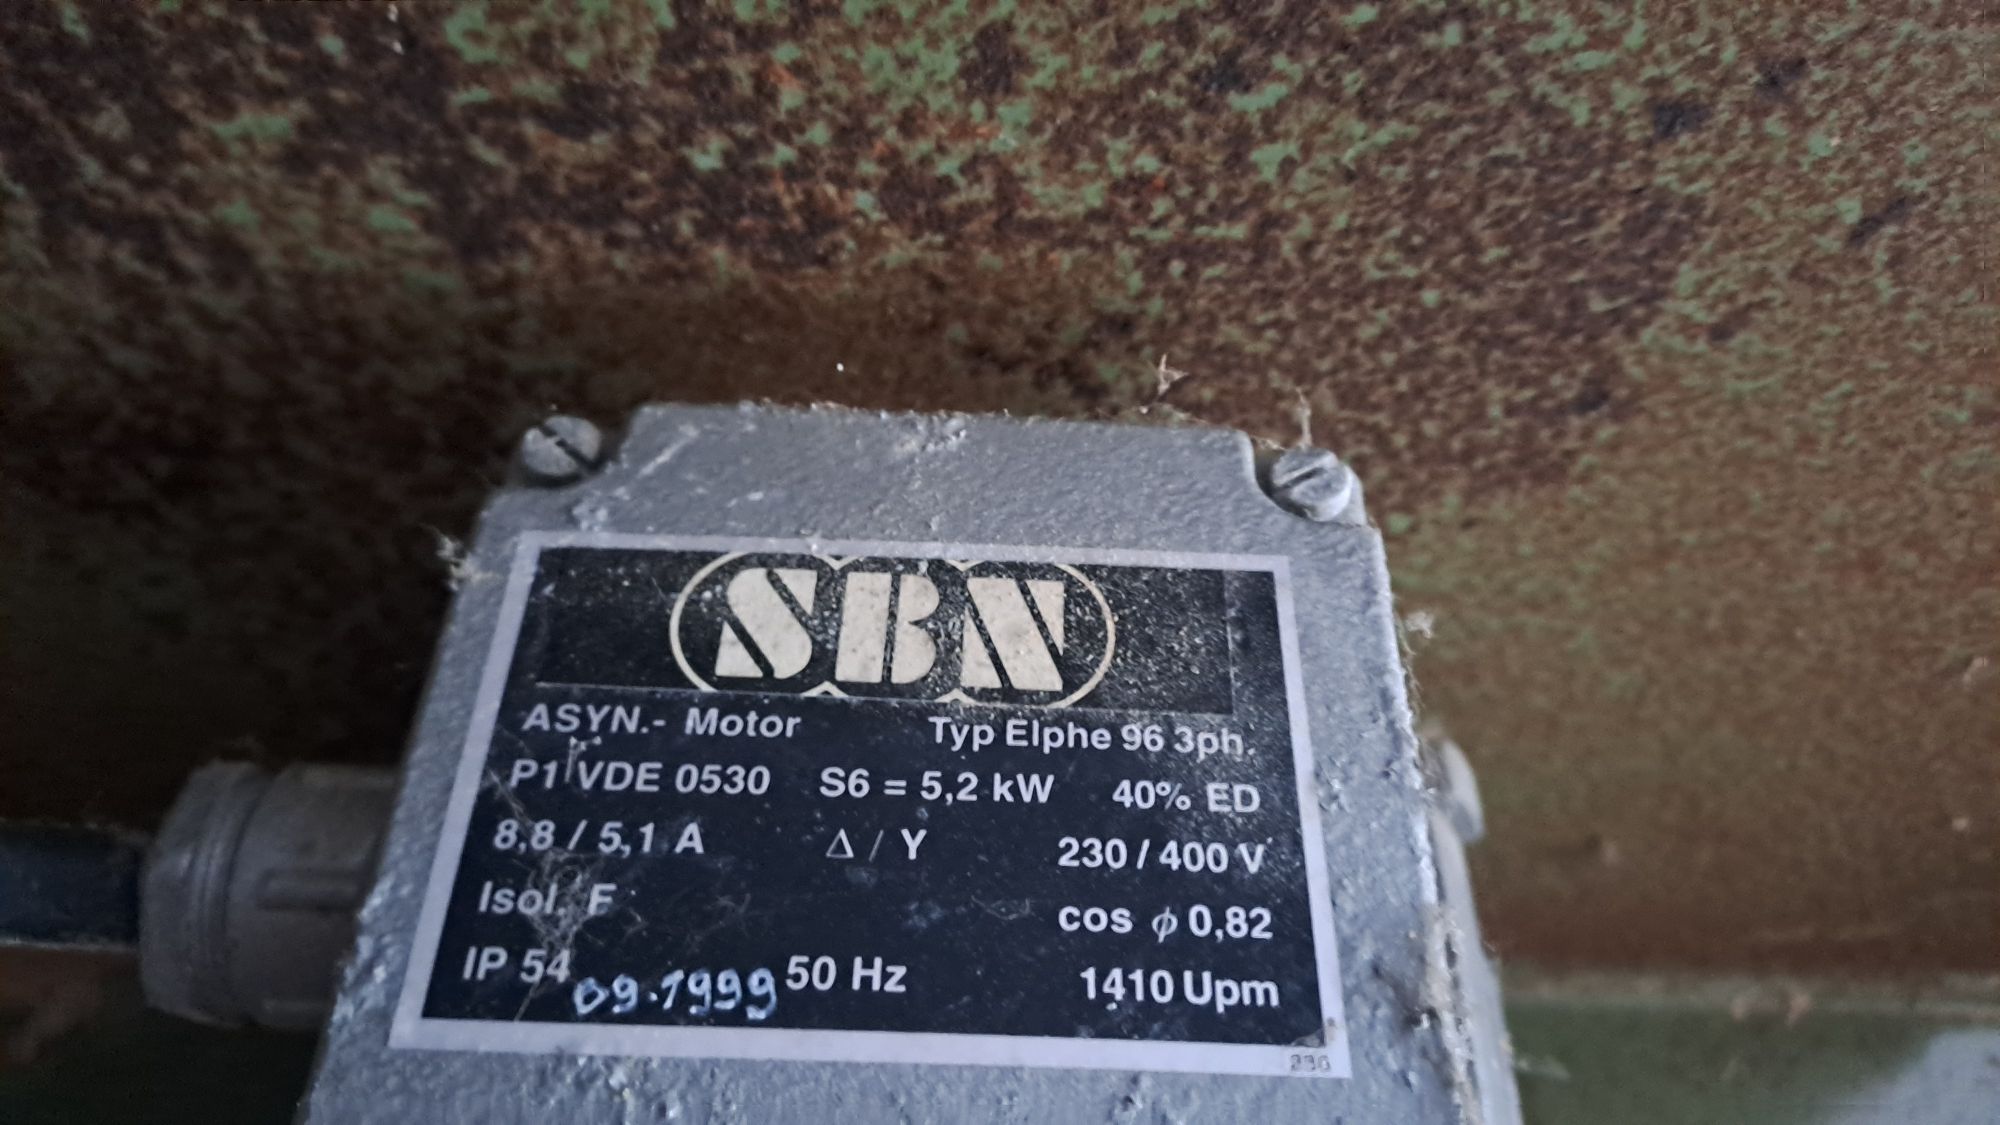 SBN
ASYN.- Motor Typ Elphe 96 3ph.
P1 VDE 0530 S6 = 5,2 kW 40% ED
8,8 / 5,1 A Δ / Y 230 / 400 V
Isol. F cos ϕ 0,82
IP 54 09.1999 50 Hz 1410 Upm